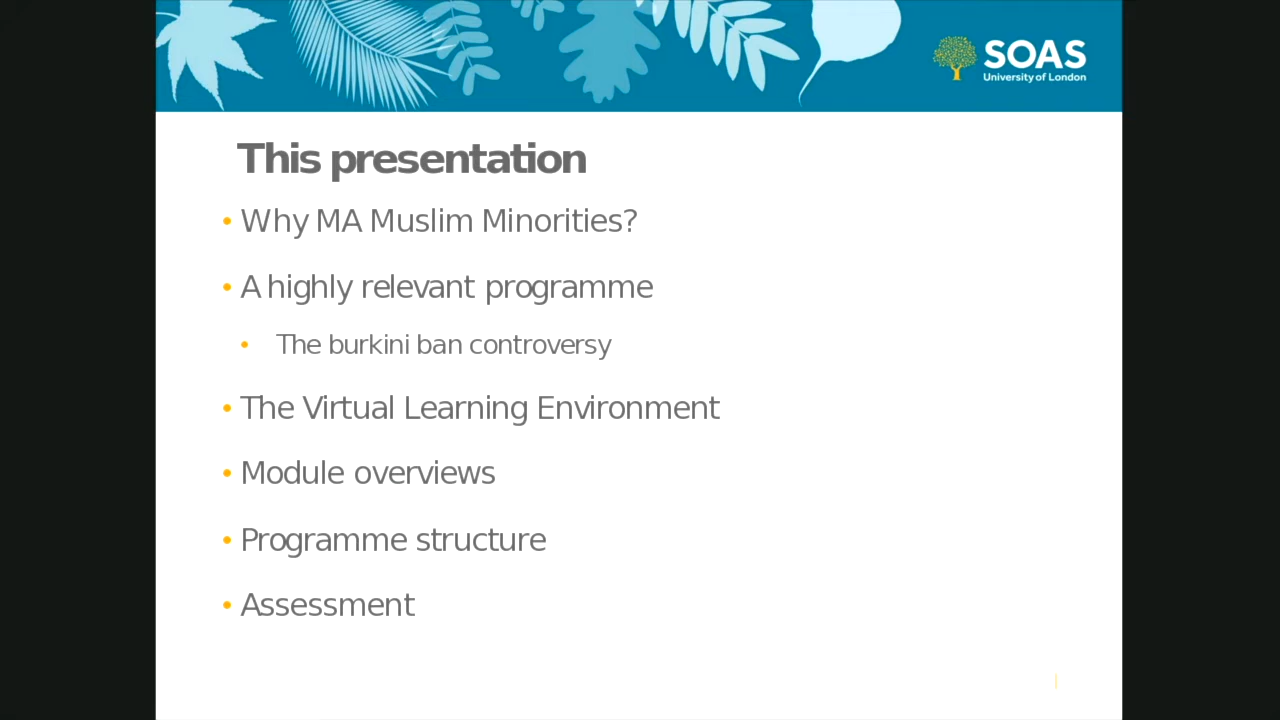 SOAS
University of London
This presentation
• Why MA Muslim Minorities?
• A highly relevant programme
• The burkini ban controversy
• The Virtual Learning Environment
• Module overviews
• Programme structure
• Assessment